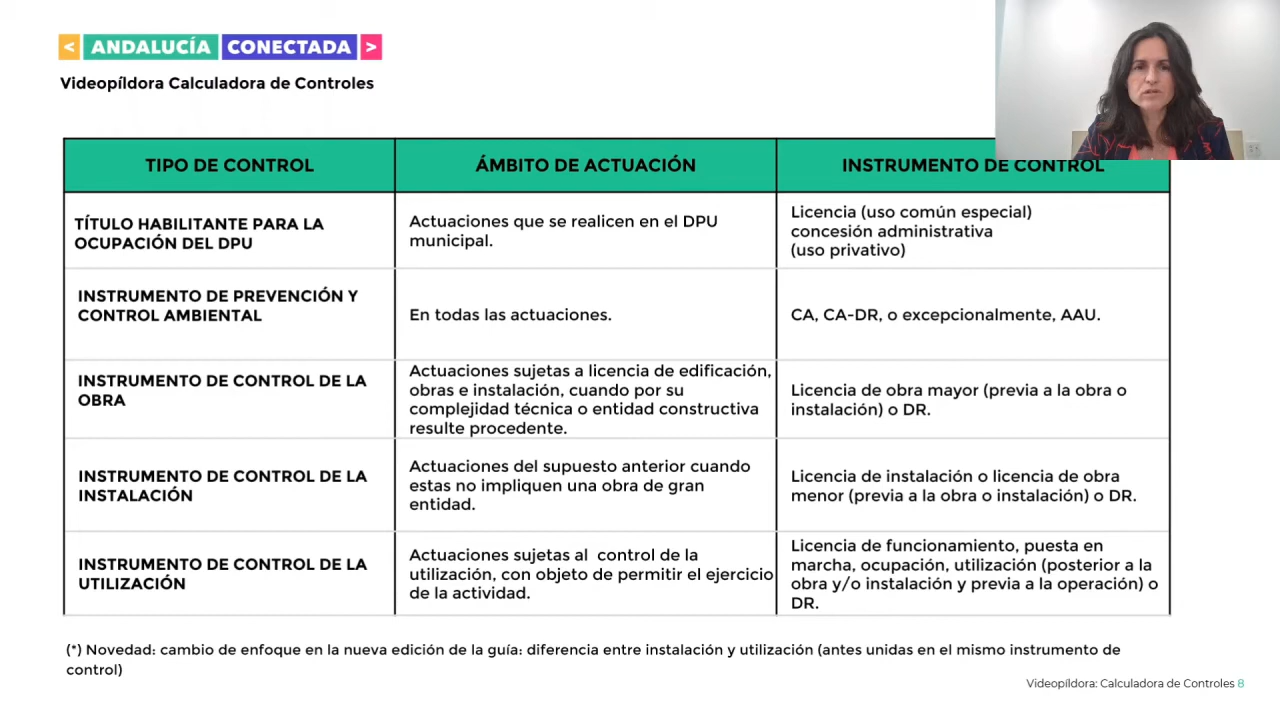 < ANDALUCÍA CONECTADA >
Videopíldora Calculadora de Controles
TIPO DE CONTROL
ÁMBITO DE ACTUACIÓN
INSTRUMENTO DE CONTROL
TÍTULO HABILITANTE PARA LA
OCUPACIÓN DEL DPU
Actuaciones que se realicen en el DPU
municipal.
Licencia (uso común especial)
concesión administrativa
(uso privativo)
INSTRUMENTO DE PREVENCIÓN Y
CONTROL AMBIENTAL
En todas las actuaciones.
CA, CA-DR, o excepcionalmente, AAU.
INSTRUMENTO DE CONTROL DE LA
OBRA
Actuaciones sujetas a licencia de edificación,
obras e instalación, cuando por su
complejidad técnica o entidad constructiva
resulte procedente.
Licencia de obra mayor (previa a la obra o
instalación) o DR.
INSTRUMENTO DE CONTROL DE LA
INSTALACIÓN
Actuaciones del supuesto anterior cuando
estas no impliquen una obra de gran
entidad.
Licencia de instalación o licencia de obra
menor (previa a la obra o instalación) o DR.
INSTRUMENTO DE CONTROL DE LA
UTILIZACIÓN
Actuaciones sujetas al control de la
utilización, con objeto de permitir el ejercicio
de la actividad.
Licencia de funcionamiento, puesta en
marcha, ocupación, utilización (posterior a la
obra y/o instalación y previa a la operación) o
DR.
(*) Novedad: cambio de enfoque en la nueva edición de la guía: diferencia entre instalación y utilización (antes unidas en el mismo instrumento de
control)
Videopíldora: Calculadora de Controles 8